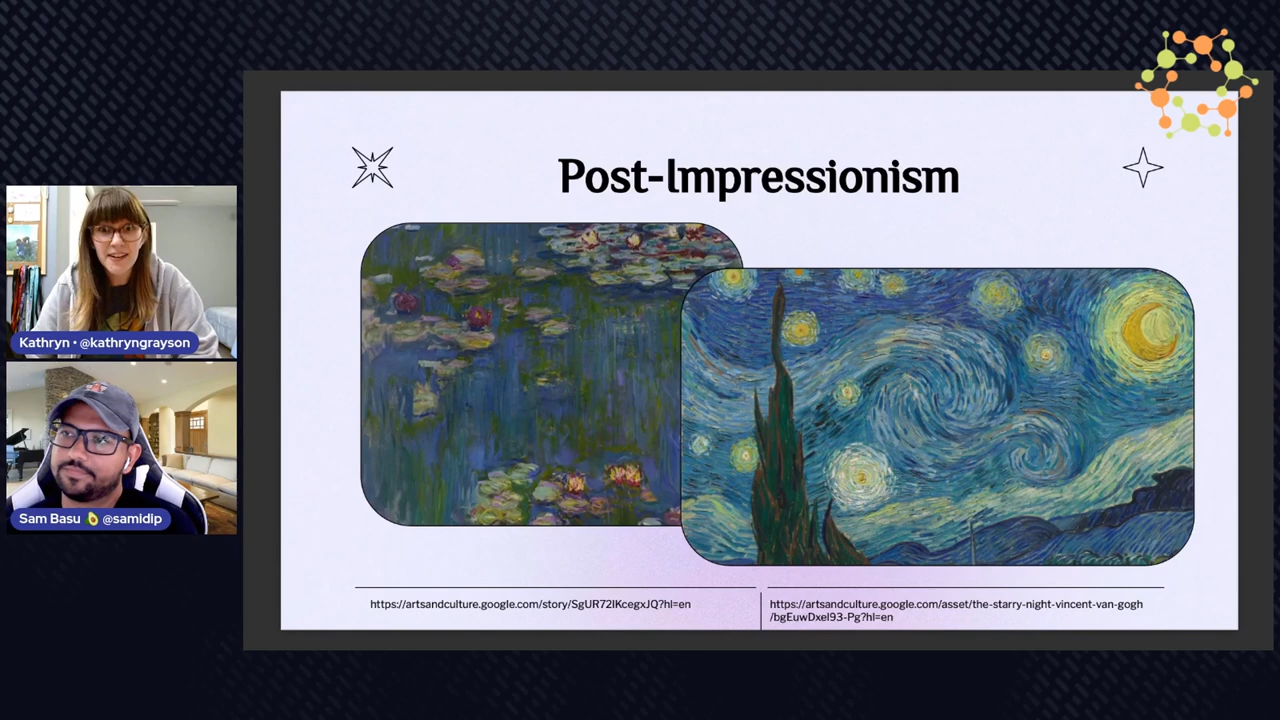 Post-Impressionism
Kathryn • @kathryngrayson
Sam Basu 🥑 @samidip
https://artsandculture.google.com/story/SgUR72IKcegxJQ?hl=en
https://artsandculture.google.com/asset/the-starry-night-vincent-van-gogh
/bgEuwDxel93-Pg?hl=en